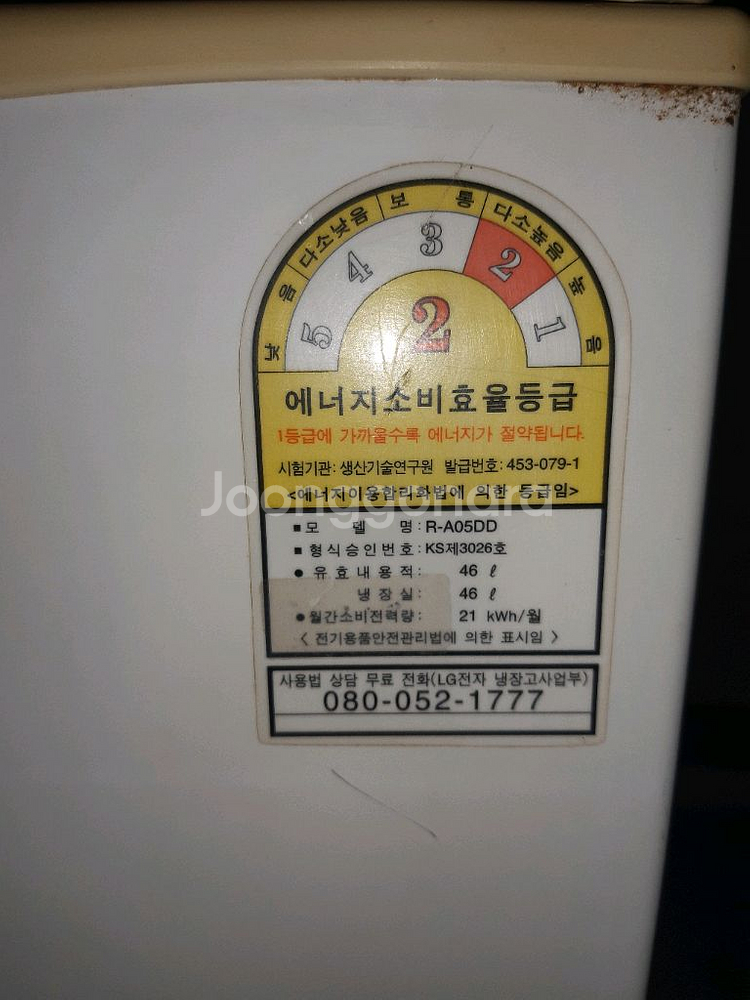 낮음 다소낮음 보통 다소높음 높음
5 4 3 2 1
2
에너지소비효율등급
1등급에 가까울수록 에너지가 절약됩니다.
시험기관: 생산기술연구원 발급번호: 453-079-1
<에너지이용합리화법에 의한 등급임>
Joonggonara
■ 모 델 명 : R-A05DD
■ 형식승인번호 : KS제3026호
● 유효내용적 : 46 ℓ
냉장실 : 46 ℓ
● 월간소비전력량 : 21 kWh/월
〈 전기용품안전관리법에 의한 표시임 〉
사용법 상담 무료 전화(LG전자 냉장고사업부)
080-052-1777